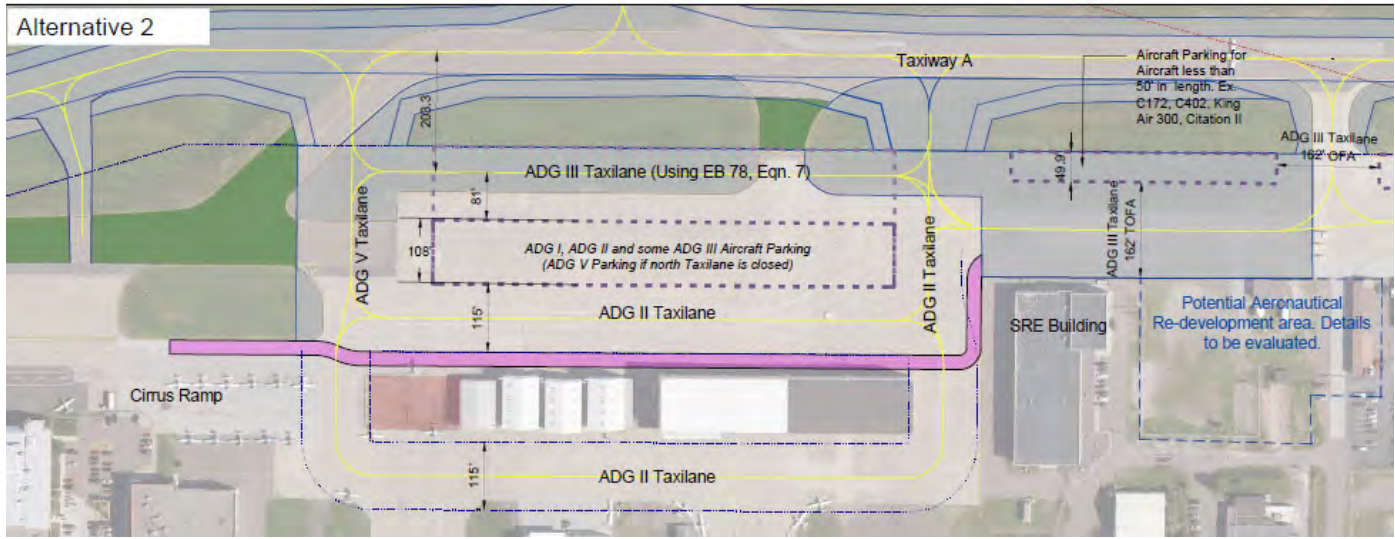 Alternative 2
Taxiway A
Aircraft Parking for
Aircraft less than
50' in length. Ex.
C172, C402, King
Air 300, Citation II
208.3
ADG III Taxilane
162' OFA
49.9'
ADG III Taxilane (Using EB 78, Eqn. 7)
81'
ADG V Taxilane
108'
ADG I, ADG II and some ADG III Aircraft Parking
(ADG V Parking if north Taxilane is closed)
ADG II Taxilane
ADG III Taxilane
162' TOFA
115'
ADG II Taxilane
SRE Building
Potential Aeronautical
Re-development area. Details
to be evaluated.
Cirrus Ramp
115'
ADG II Taxilane